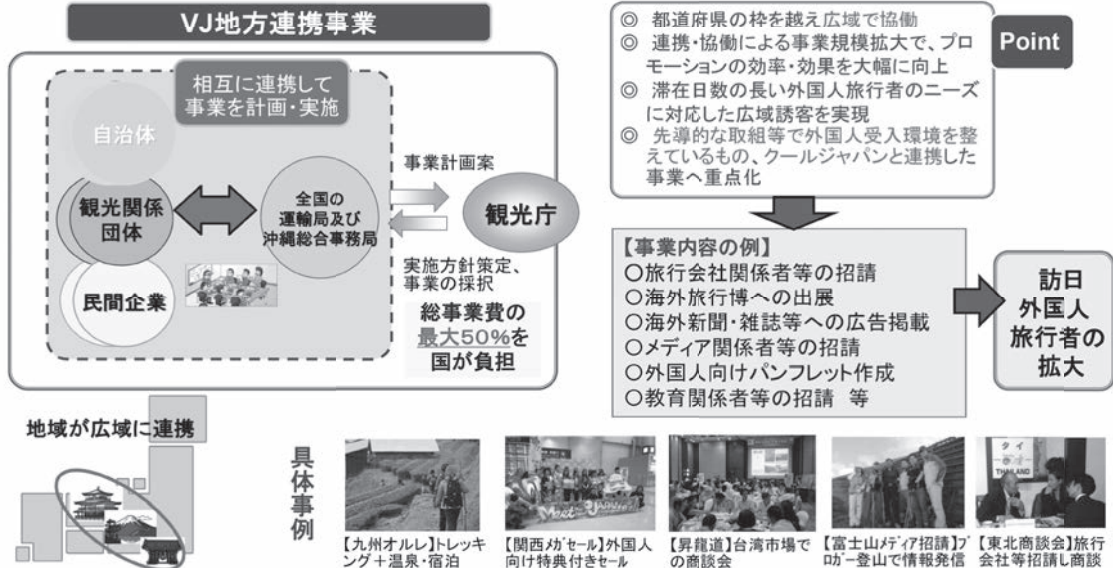 VJ地方連携事業
相互に連携して
事業を計画・実施
自治体
観光関係
団体
民間企業
全国の
運輸局及び
沖縄総合事務局
事業計画案
観光庁
実施方針策定、
事業の採択
総事業費の
最大50%を
国が負担
Point
◎ 都道府県の枠を越え広域で協働
◎ 連携・協働による事業規模拡大で、プロ
モーションの効率・効果を大幅に向上
◎ 滞在日数の長い外国人旅行者のニーズ
に対応した広域誘客を実現
◎ 先導的な取組等で外国人受入環境を整
えているもの、クールジャパンと連携した
事業へ重点化
【事業内容の例】
○旅行会社関係者等の招請
○海外旅行博への出展
○海外新聞・雑誌等への広告掲載
○メディア関係者等の招請
○外国人向けパンフレット作成
○教育関係者等の招請 等
訪日
外国人
旅行者の
拡大
地域が広域に連携
具体事例
【九州オルレ】トレッキ
ング＋温泉・宿泊
【関西ﾒｶﾞｾｰﾙ】外国人
向け特典付きｾｰﾙ
【昇龍道】台湾市場で
の商談会
【富士山ﾒﾃﾞｨｱ招請】ﾌﾞ
ﾛｶﾞｰ登山で情報発信
タイ
THAILAND
【東北商談会】旅行
会社等招請し商談